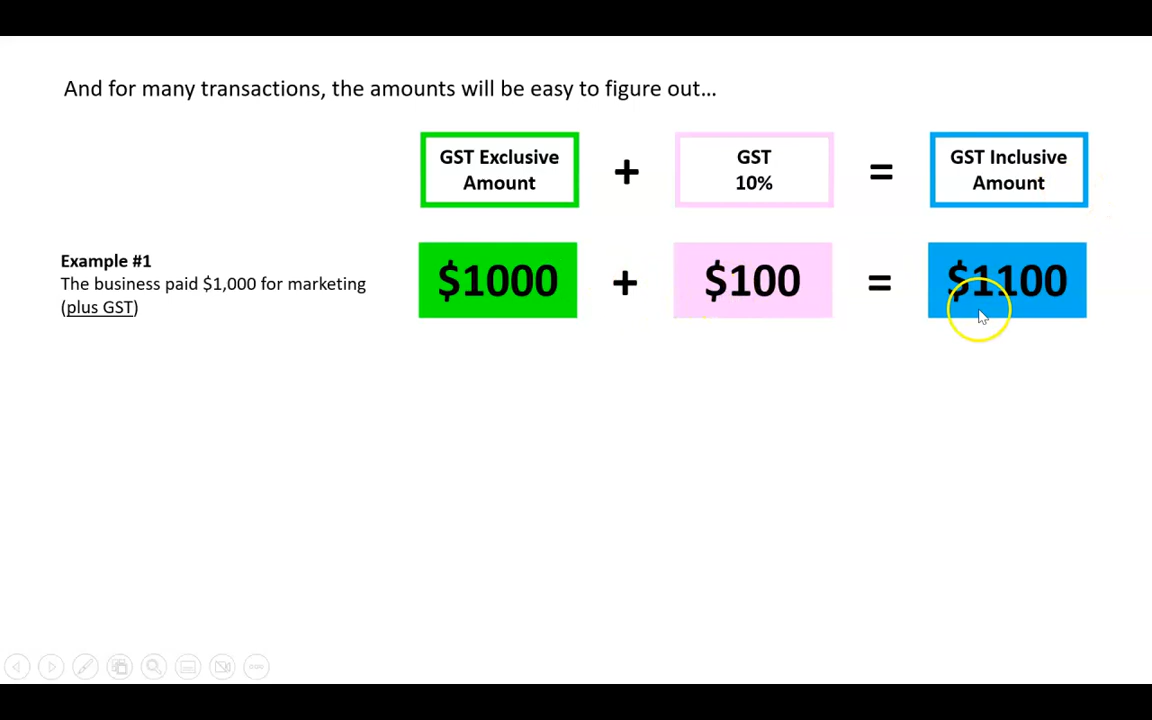 And for many transactions, the amounts will be easy to figure out...
GST Exclusive
Amount
+
GST
10%
=
GST Inclusive
Amount
Example #1
The business paid $1,000 for marketing
(plus GST)
$1000 + $100 = $1100